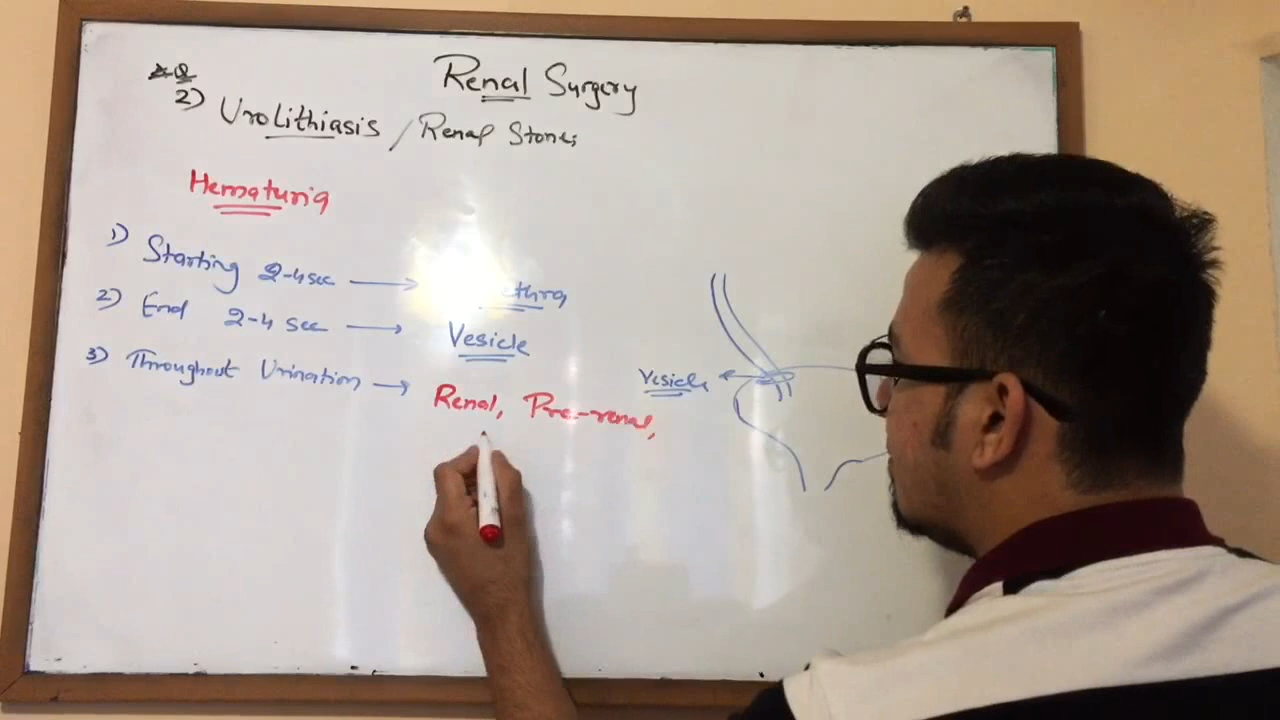 Renal Surgery
2) UroLithiasis / Renal Stones
Hematuria
1) Starting 2-4 sec
2) End 2-4 sec Vesicle
3) Throughout Urination Renal, Pre-renal,
Vesicle